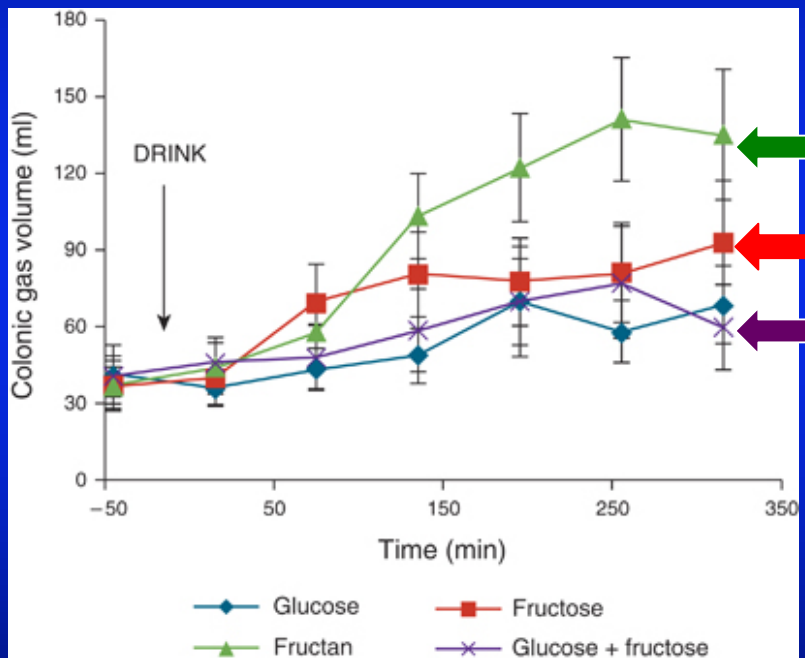 180
150
120
90
60
30
0
Colonic gas volume (ml)
DRINK
−50 50 150 250 350
Time (min)
Glucose Fructose
Fructan Glucose + fructose